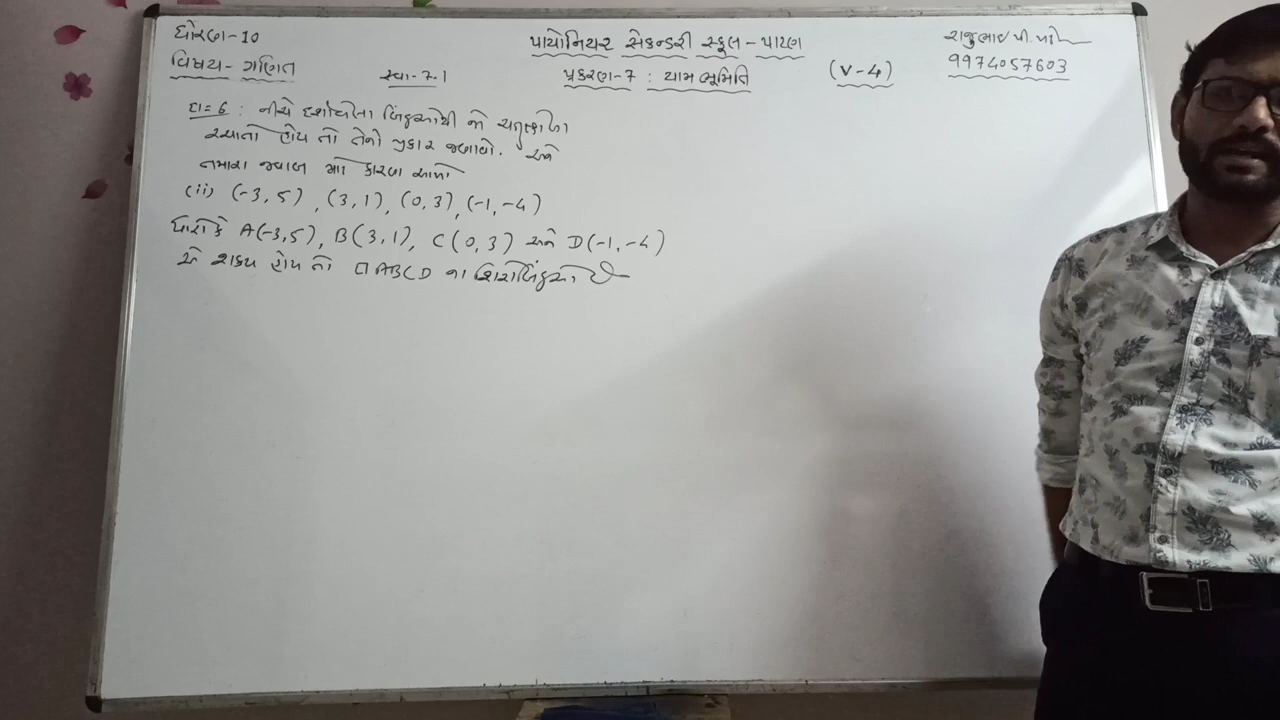 ધોરણ-10
વિષય- ગણિત
સ્વા-7.1
પાયોનિયર સેકન્ડરી સ્કૂલ - પાટણ
પ્રકરણ-7 : યામ ભૂમિતિ
(V-4)
રાજુભાઇ પી.
9974057603
દા=6 : નીચે દર્શાવેલા બિંદુઓથી જો ચતુષ્કોણ
રચાતો હોય તો તેનો પ્રકાર જણાવો. અને
તમારા જવાબ માટે કારણ આપો
(ii) (-3, 5) , (3, 1), (0, 3), (-1, -4)
ધારો કે A(-3, 5), B(3, 1), C(0, 3) અને D(-1, -4)
એ શક્ય હોય તો □ABCD ના શિરોબિંદુઓ છે